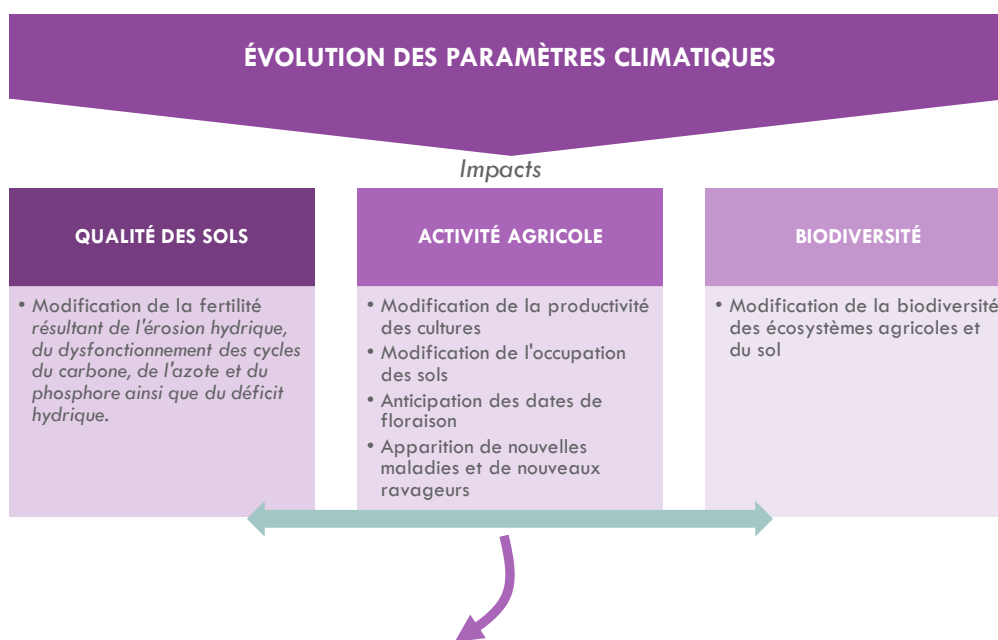 ÉVOLUTION DES PARAMÈTRES CLIMATIQUES
Impacts
QUALITÉ DES SOLS
• Modification de la fertilité
résultant de l'érosion hydrique,
du dysfonctionnement des cycles
du carbone, de l'azote et du
phosphore ainsi que du déficit
hydrique.
ACTIVITÉ AGRICOLE
• Modification de la productivité
des cultures
• Modification de l'occupation
des sols
• Anticipation des dates de
floraison
• Apparition de nouvelles
maladies et de nouveaux
ravageurs
BIODIVERSITÉ
• Modification de la biodiversité
des écosystèmes agricoles et
du sol